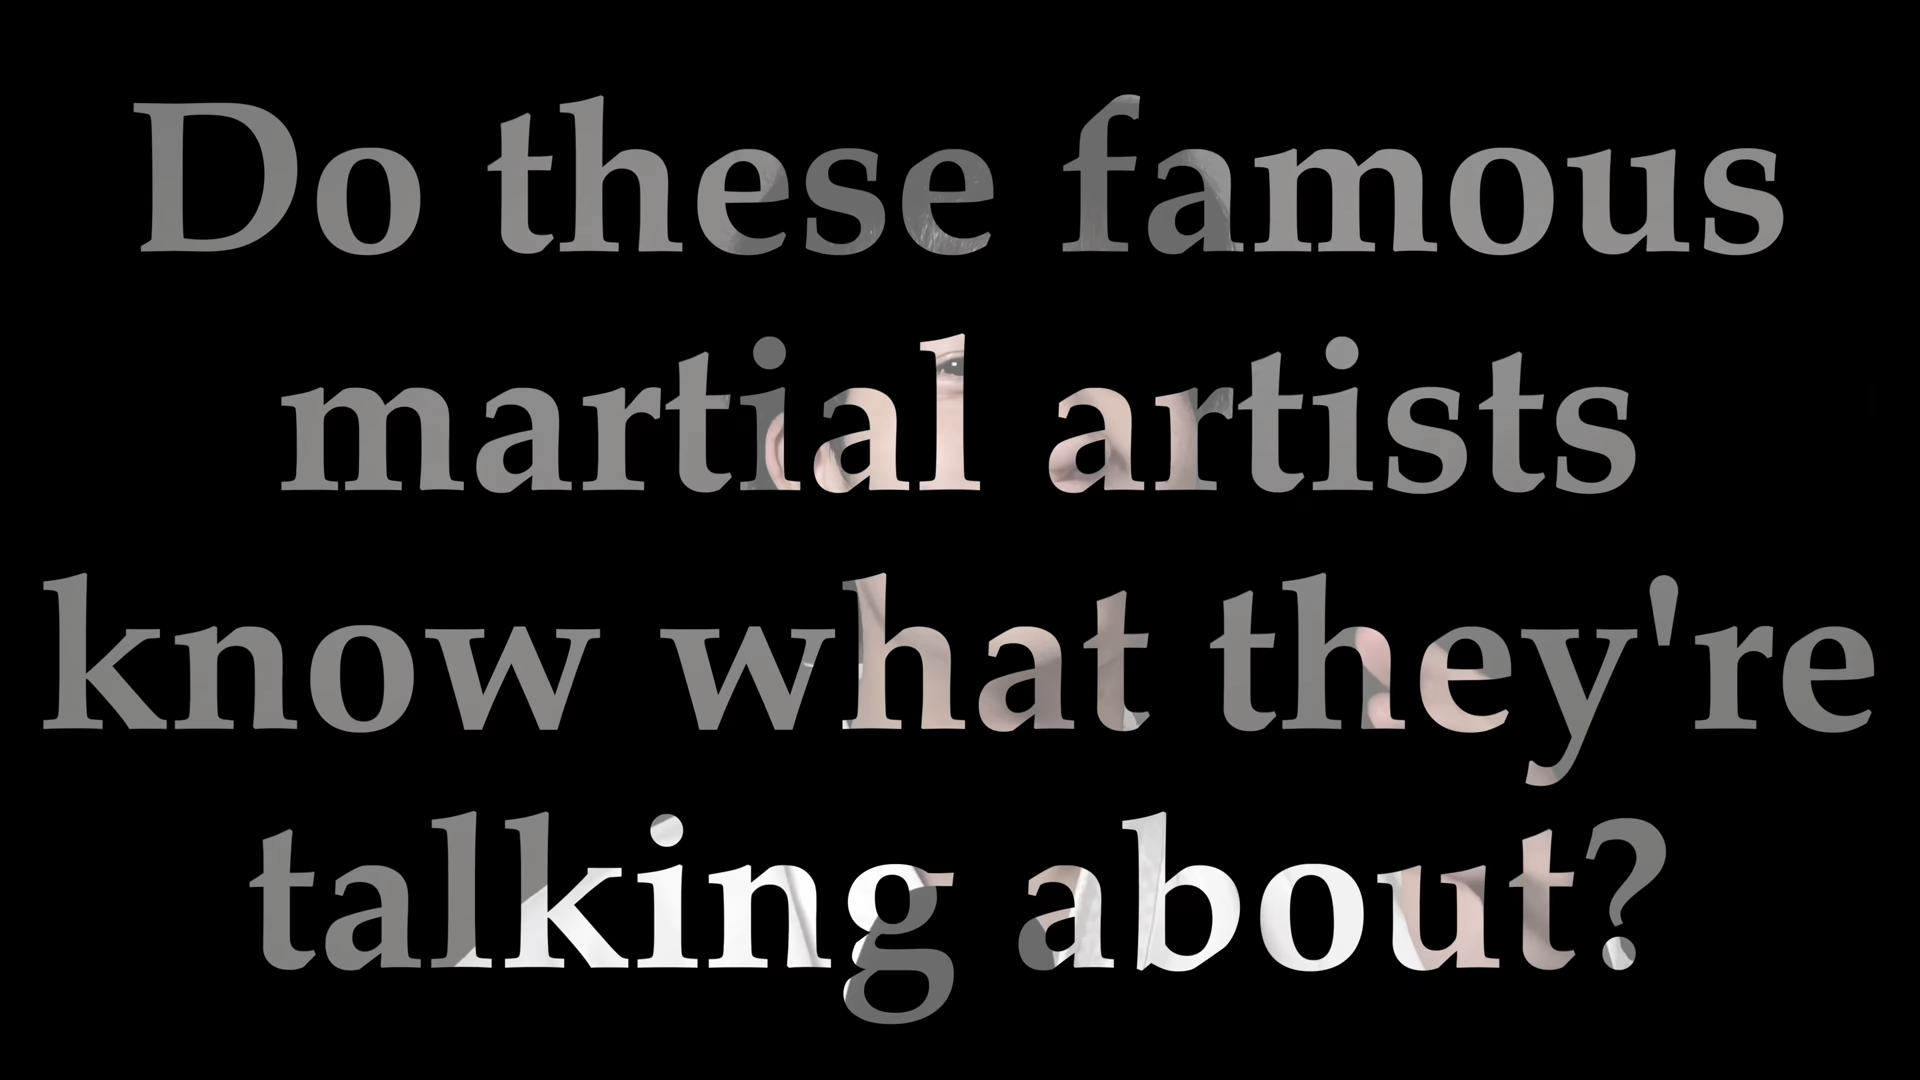 Do these famous
martial artists
know what they're
talking about?